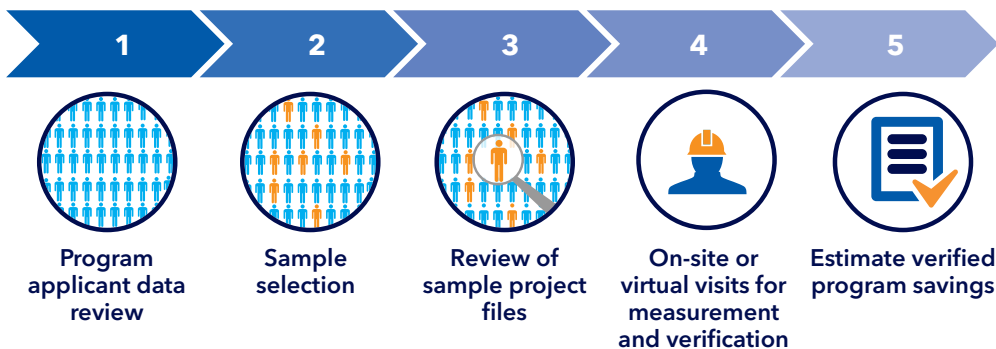 1
2
3
4
5
Program
applicant data
review
Sample
selection
Review of
sample project
files
On-site or
virtual visits for
measurement
and verification
Estimate verified
program savings